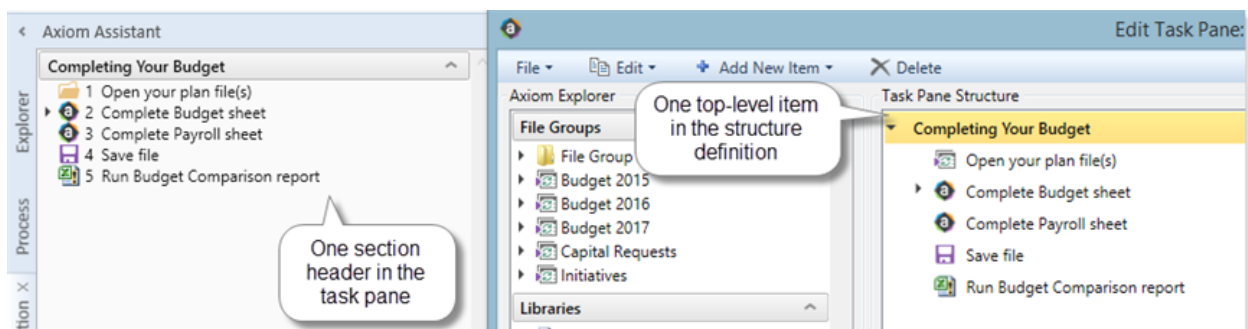 Axiom Assistant
Completing Your Budget
1 Open your plan file(s)
2 Complete Budget sheet
3 Complete Payroll sheet
4 Save file
5 Run Budget Comparison report
Explorer
Process
tion
One section
header in the
task pane
Edit Task Pane:
File
Edit
Add New Item
Delete
Axiom Explorer
File Groups
File Group
Budget 2015
Budget 2016
Budget 2017
Capital Requests
Initiatives
Libraries
One top-level item
in the structure
definition
Task Pane Structure
Completing Your Budget
Open your plan file(s)
Complete Budget sheet
Complete Payroll sheet
Save file
Run Budget Comparison report